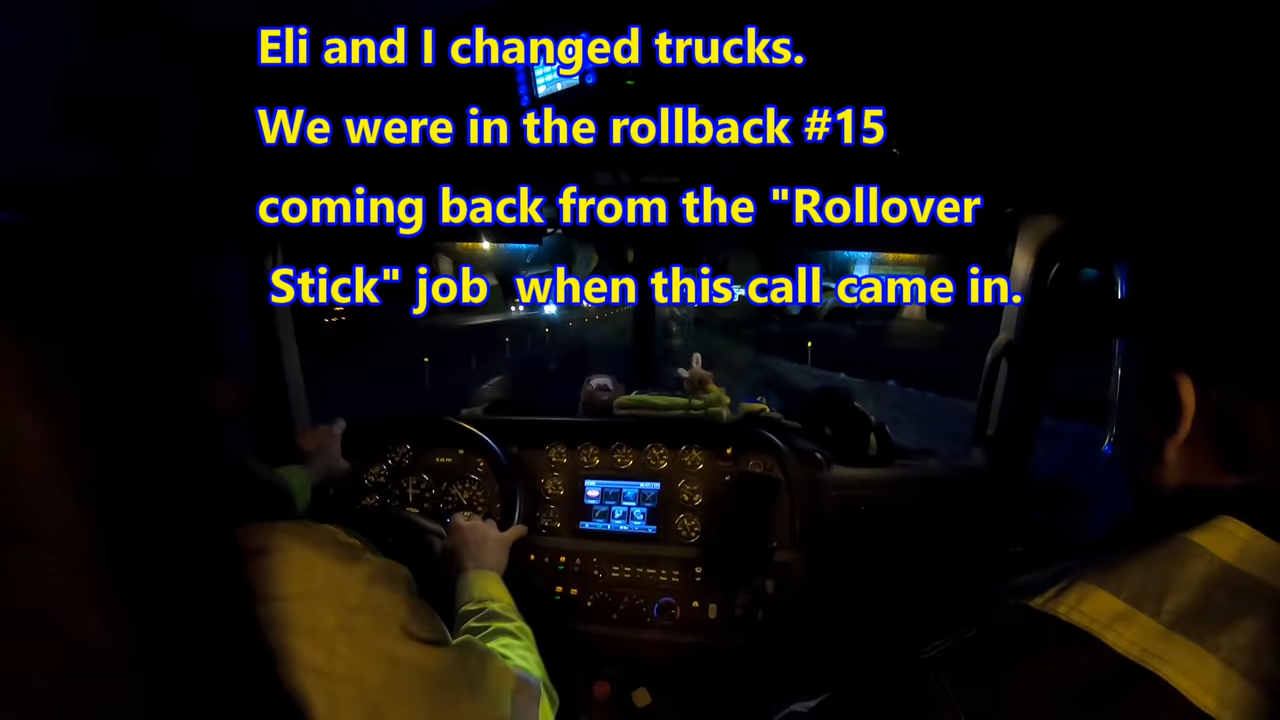 Eli and I changed trucks.
We were in the rollback #15
coming back from the "Rollover
Stick" job  when this call came in.